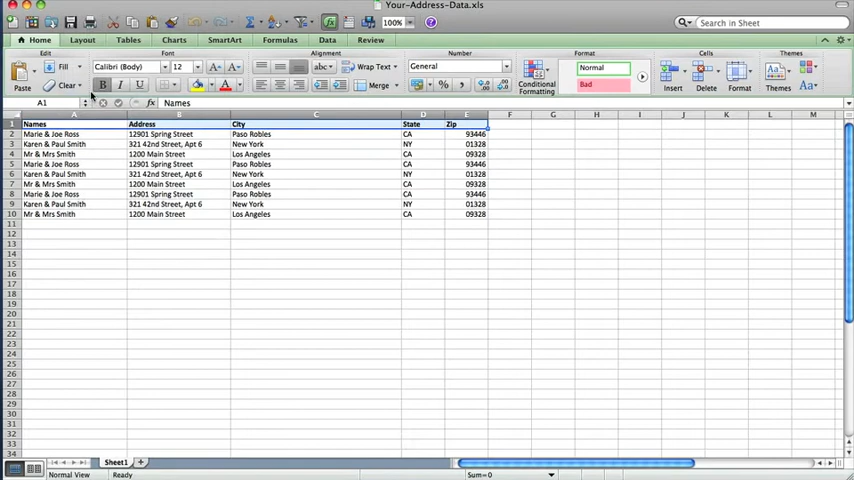 Your-Address-Data.xls
100%
Search in Sheet
Home Layout Tables Charts SmartArt Formulas Data Review
Edit Font Alignment Number Format Cells Themes
Fill Calibri (Body) 12 A A abc Wrap Text General Normal
Paste Clear B I U A Merge % Conditional Formatting Bad Insert Delete Format Themes Aa
A1 fx Names
A B C D E F G H I J K L M
1 Names Address City State Zip
2 Marie & Joe Ross 12901 Spring Street Paso Robles CA 93446
3 Karen & Paul Smith 321 42nd Street, Apt 6 New York NY 01328
4 Mr & Mrs Smith 1200 Main Street Los Angeles CA 09328
5 Marie & Joe Ross 12901 Spring Street Paso Robles CA 93446
6 Karen & Paul Smith 321 42nd Street, Apt 6 New York NY 01328
7 Mr & Mrs Smith 1200 Main Street Los Angeles CA 09328
8 Marie & Joe Ross 12901 Spring Street Paso Robles CA 93446
9 Karen & Paul Smith 321 42nd Street, Apt 6 New York NY 01328
10 Mr & Mrs Smith 1200 Main Street Los Angeles CA 09328
11
12
13
14
15
16
17
18
19
20
21
22
23
24
25
26
27
28
29
30
31
32
33
34
Sheet1
Normal View Ready Sum=0